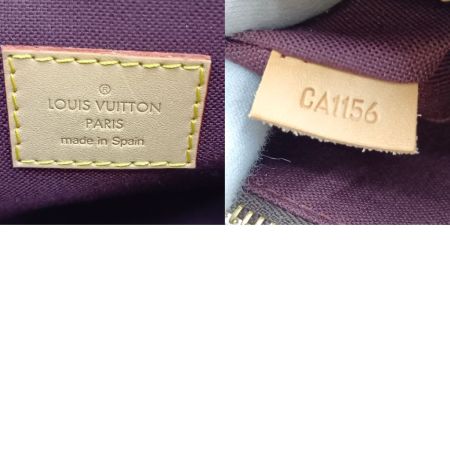 ®
LOUIS VUITTON
PARIS
made in Spain
CA1156